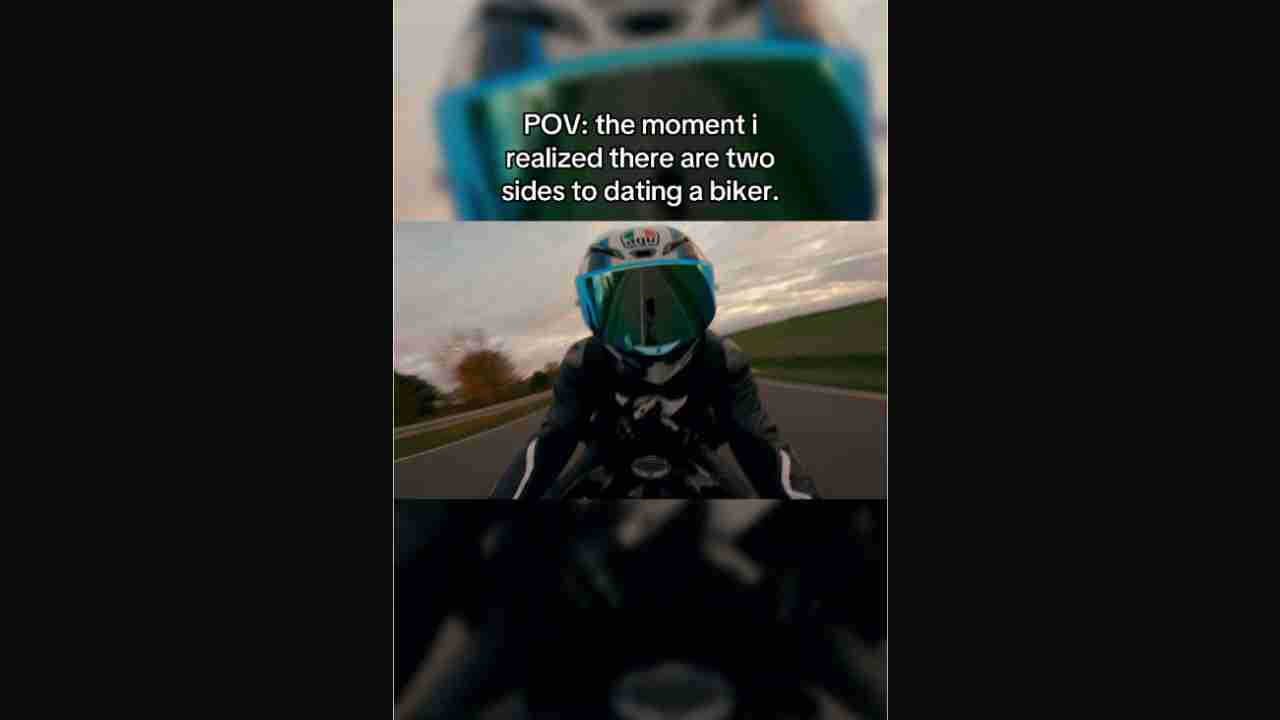 POV: the moment i
realized there are two
sides to dating a biker.
agv